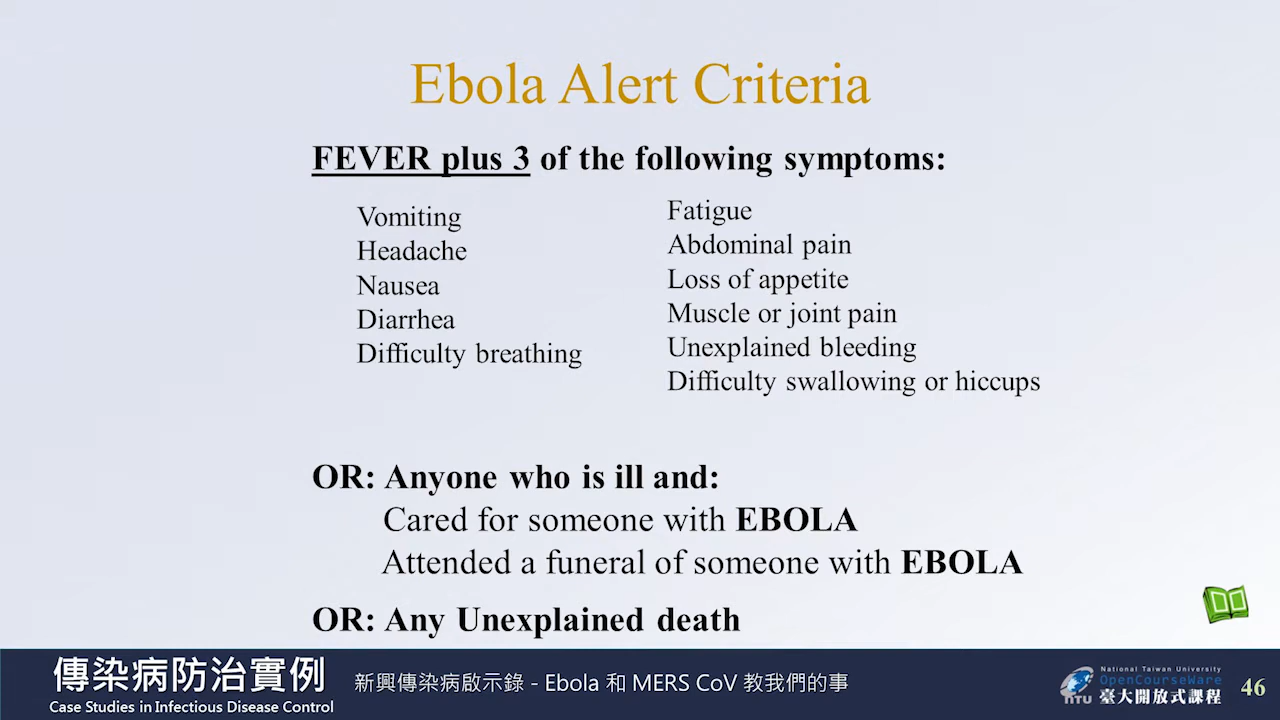 Ebola Alert Criteria
FEVER plus 3 of the following symptoms:
Vomiting
Headache
Nausea
Diarrhea
Difficulty breathing
Fatigue
Abdominal pain
Loss of appetite
Muscle or joint pain
Unexplained bleeding
Difficulty swallowing or hiccups
OR: Anyone who is ill and:
Cared for someone with EBOLA
Attended a funeral of someone with EBOLA
OR: Any Unexplained death
傳染病防治實例
Case Studies in Infectious Disease Control
新興傳染病啟示錄 - Ebola 和 MERS CoV 教我們的事
NTU
National Taiwan University
OpenCourseWare
臺大開放式課程
46